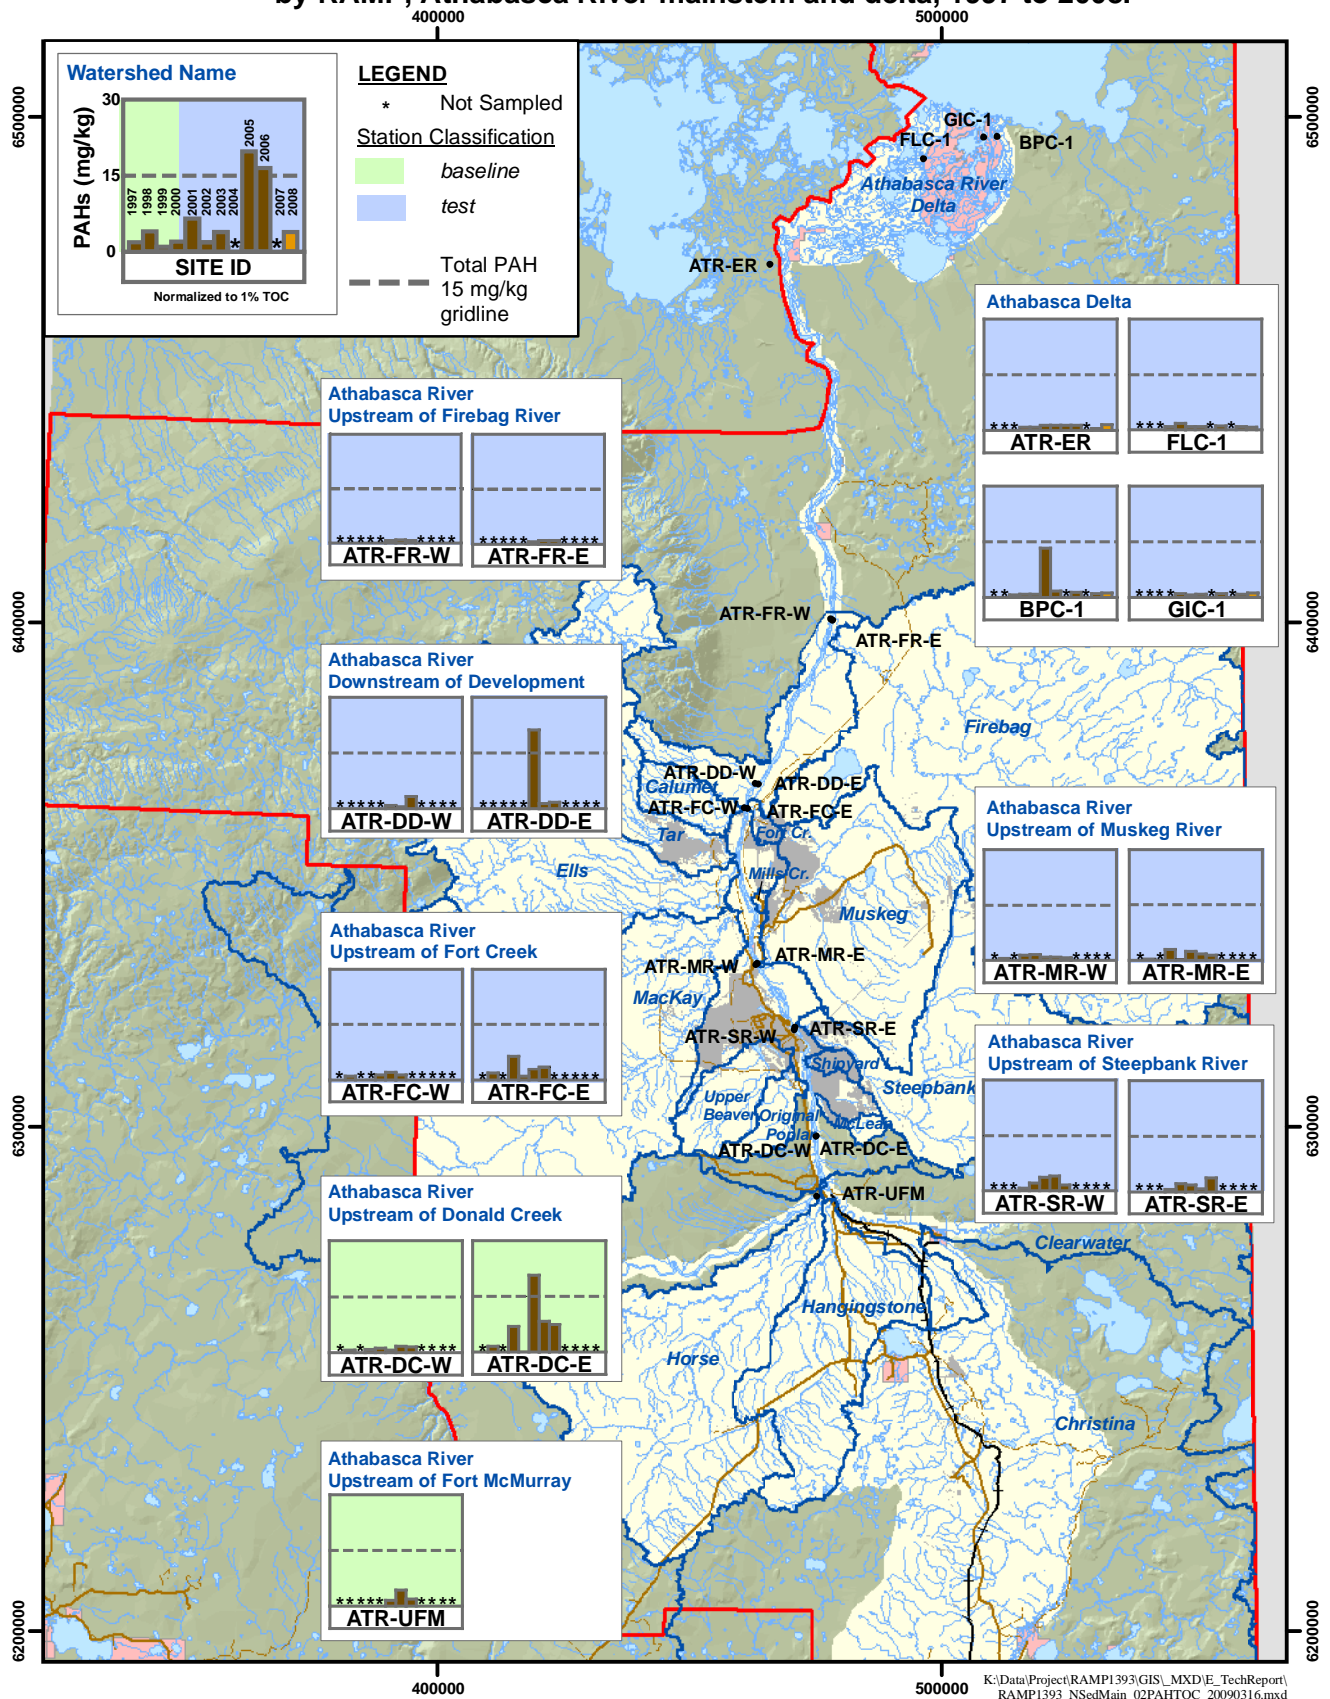 400000
500000
Watershed Name
PAHs (mg/kg)
30
15
0
1997
1998
1999
2000
2001
2002
2003
2004
2005
2006
2007
2008
*
*
SITE ID
Normalized to 1% TOC
LEGEND
* Not Sampled
Station Classification
baseline
test
Total PAH
15 mg/kg
gridline
6500000
6500000
GIC-1
FLC-1
BPC-1
Athabasca River
Delta
ATR-ER
Athabasca Delta
***
*
ATR-ER
***
*
*
FLC-1
**
*
*
BPC-1
****
*
*
GIC-1
Athabasca River
Upstream of Firebag River
*****
****
ATR-FR-W
*****
****
ATR-FR-E
6400000
6400000
ATR-FR-W
ATR-FR-E
Athabasca River
Downstream of Development
*****
****
ATR-DD-W
*****
****
ATR-DD-E
Firebag
ATR-DD-W
ATR-DD-E
Calumet
ATR-FC-W
ATR-FC-E
Tar
Fort Cr.
Ells
Mills Cr.
Muskeg
Athabasca River
Upstream of Muskeg River
*
*
****
ATR-MR-W
*
**
****
ATR-MR-E
Athabasca River
Upstream of Fort Creek
*
**
*****
ATR-FC-W
*
*
****
ATR-FC-E
ATR-MR-E
ATR-MR-W
MacKay
ATR-SR-E
ATR-SR-W
Shipyard L.
Steepbank
Upper
Beaver
Original
Poplar
McLean
ATR-DC-W
ATR-DC-E
ATR-UFM
Athabasca River
Upstream of Steepbank River
***
****
ATR-SR-W
***
****
ATR-SR-E
6300000
6300000
Athabasca River
Upstream of Donald Creek
*
*
****
ATR-DC-W
*
****
ATR-DC-E
Clearwater
Hangingstone
Horse
Christina
Athabasca River
Upstream of Fort McMurray
*****
****
ATR-UFM
6200000
6200000
400000
500000
K:\Data\Project\RAMP1393\GIS\_MXD\E_TechReport\
RAMP1393_NSedMain_02PAHTOC_20090316.mxd